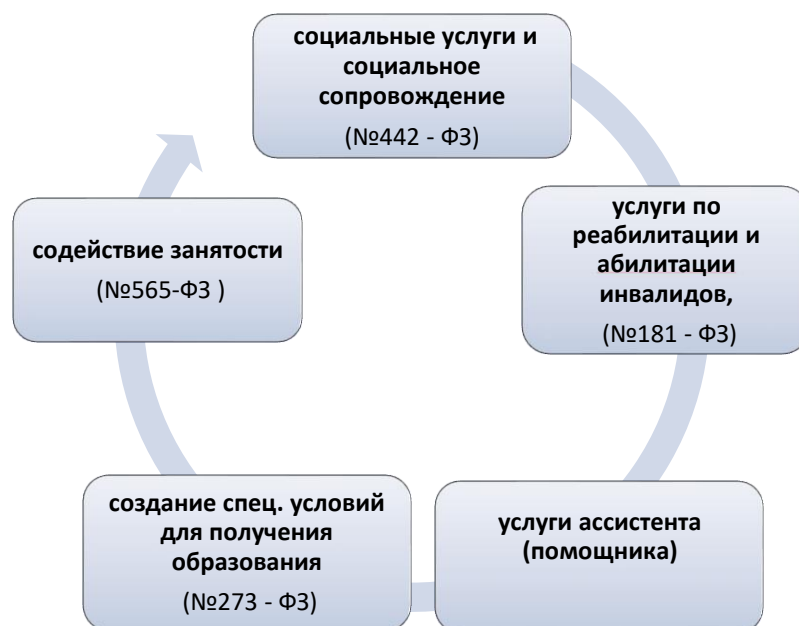 социальные услуги и
социальное
сопровождение
(№442 - ФЗ)
услуги по
реабилитации и
абилитации
инвалидов,
(№181 - ФЗ)
услуги ассистента
(помощника)
создание спец. условий
для получения
образования
(№273 - ФЗ)
содействие занятости
(№565-ФЗ )